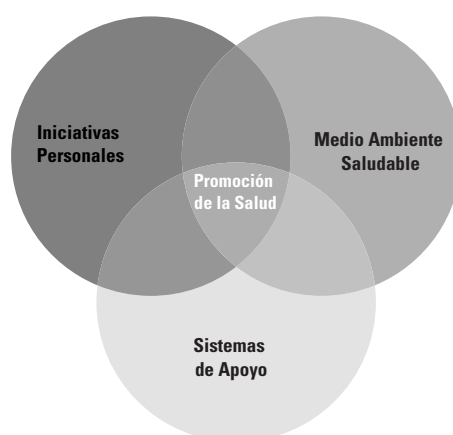 Iniciativas
Personales
Medio Ambiente
Saludable
Promoción
de la Salud
Sistemas
de Apoyo